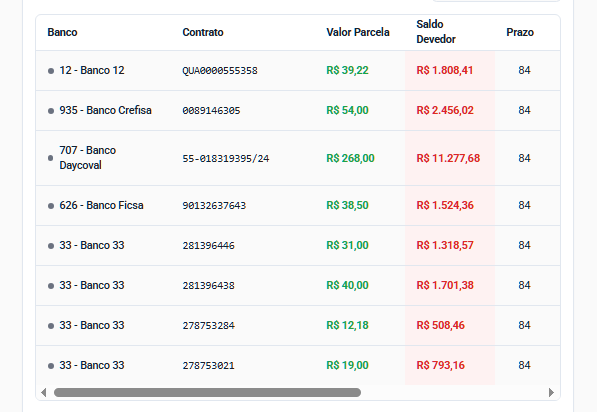 Banco Contrato Valor Parcela Saldo Devedor Prazo
12 - Banco 12 QUA0000555358 R$ 39,22 R$ 1.808,41 84
935 - Banco Crefisa 0089146305 R$ 54,00 R$ 2.456,02 84
707 - Banco Daycoval 55-018319395/24 R$ 268,00 R$ 11.277,68 84
626 - Banco Ficsa 90132637643 R$ 38,50 R$ 1.524,36 84
33 - Banco 33 281396446 R$ 31,00 R$ 1.318,57 84
33 - Banco 33 281396438 R$ 40,00 R$ 1.701,38 84
33 - Banco 33 278753284 R$ 12,18 R$ 508,46 84
33 - Banco 33 278753021 R$ 19,00 R$ 793,16 84